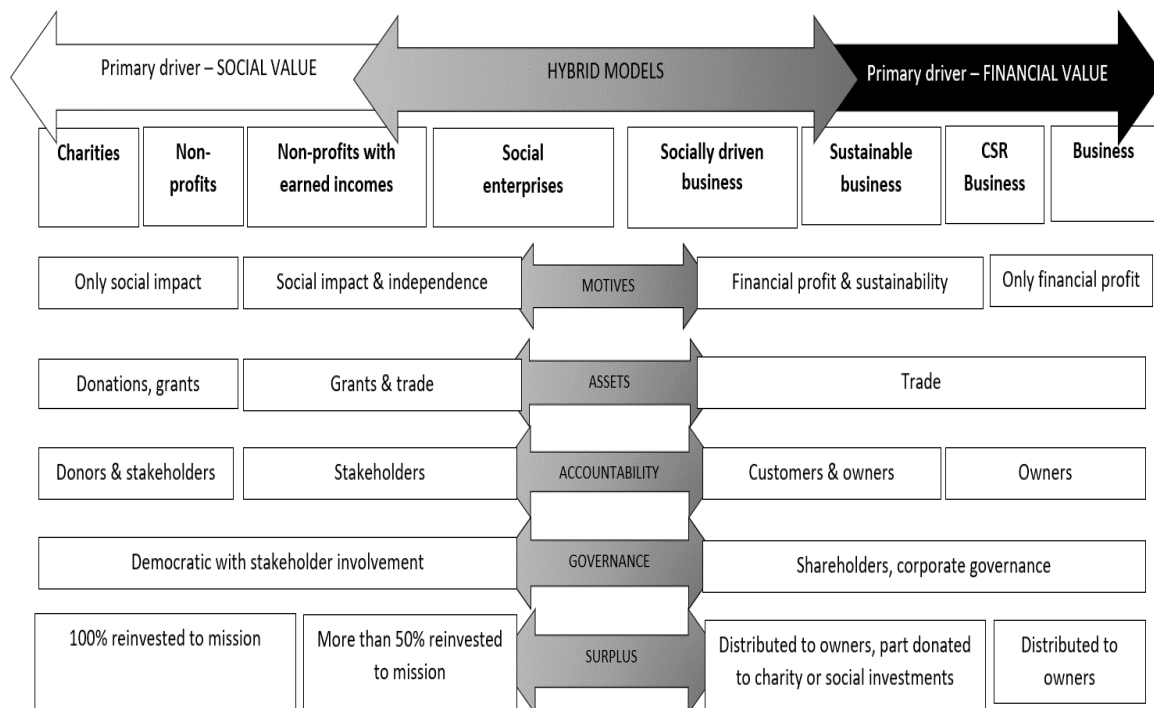 Primary driver – SOCIAL VALUE
HYBRID MODELS
Primary driver – FINANCIAL VALUE
Charities
Non-
profits
Non-profits with
earned incomes
Social
enterprises
Socially driven
business
Sustainable
business
CSR
Business
Business
Only social impact
Social impact & independence
MOTIVES
Financial profit & sustainability
Only financial profit
Donations, grants
Grants & trade
ASSETS
Trade
Donors & stakeholders
Stakeholders
ACCOUNTABILITY
Customers & owners
Owners
Democratic with stakeholder involvement
GOVERNANCE
Shareholders, corporate governance
100% reinvested to mission
More than 50% reinvested
to mission
SURPLUS
Distributed to owners, part donated
to charity or social investments
Distributed to
owners